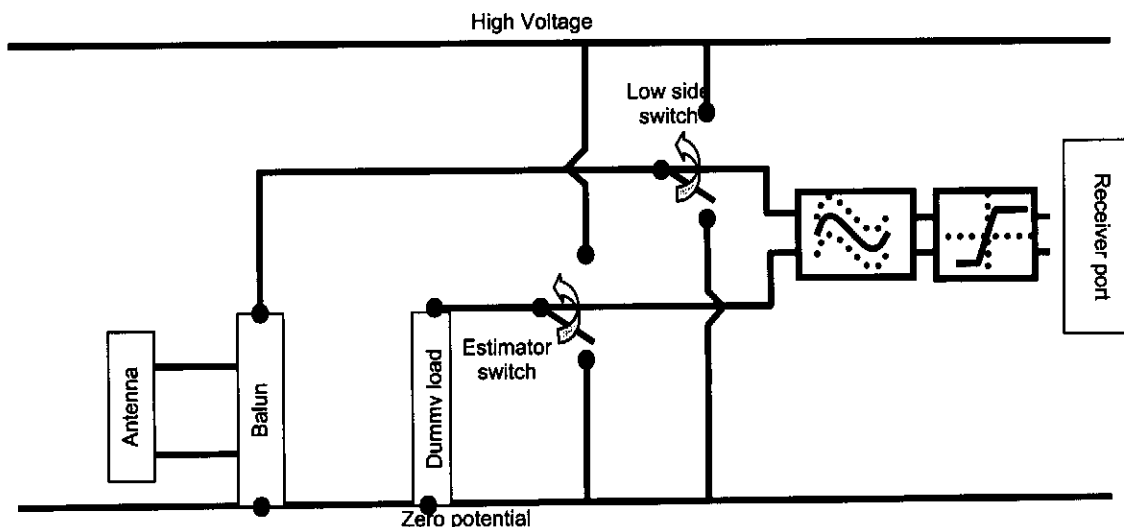 High Voltage
Low side
switch
Receiver port
Estimator
switch
Antenna
Balun
Dummy load
Zero potential